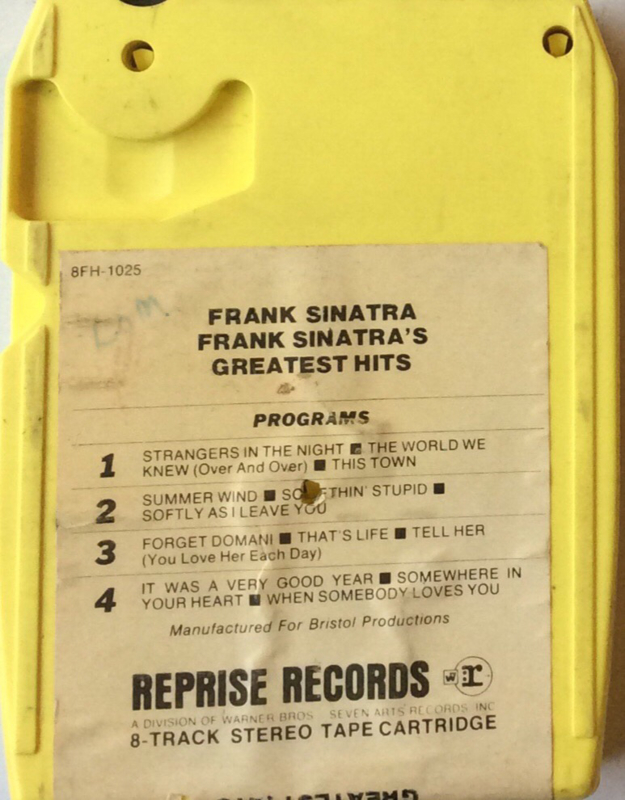 8FH-1025
FRANK SINATRA
FRANK SINATRA'S
GREATEST HITS
PROGRAMS
1 STRANGERS IN THE NIGHT ■ THE WORLD WE
KNEW (Over And Over) ■ THIS TOWN
2 SUMMER WIND ■ SOMETHIN' STUPID ■
SOFTLY AS I LEAVE YOU
3 FORGET DOMANI ■ THAT'S LIFE ■ TELL HER
(You Love Her Each Day)
4 IT WAS A VERY GOOD YEAR ■ SOMEWHERE IN
YOUR HEART ■ WHEN SOMEBODY LOVES YOU
Manufactured For Bristol Productions
REPRISE RECORDS W r
A DIVISION OF WARNER BROS SEVEN ARTS RECORDS, INC
8-TRACK STEREO TAPE CARTRIDGE
GREATEST